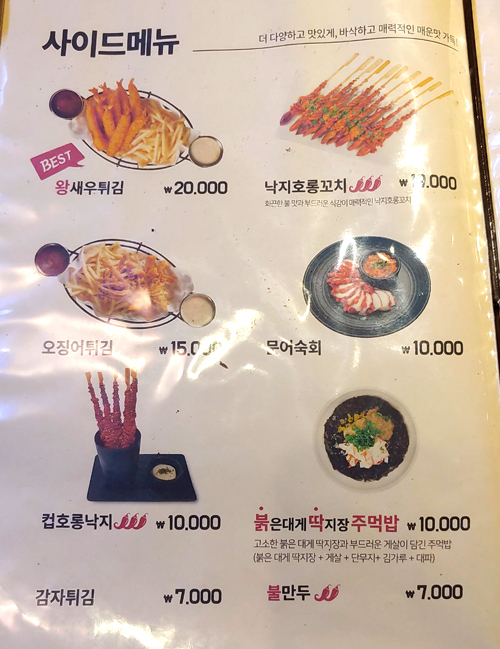 사이드메뉴
더 다양하고 맛있게, 바삭하고 매력적인 매운맛 가득!
BEST
왕새우튀김 ₩20.000
낙지호롱꼬치
화끈한 불 맛과 부드러운 식감이 매력적인 낙지호롱꼬치
오징어튀김 ₩15.000
문어숙회 ₩10.000
컵호롱낙지 ₩10.000
붉은대게 딱지장 주먹밥 ₩10.000
고소한 붉은 대게 딱지장과 부드러운 게살이 담긴 주먹밥
(붉은 대게 딱지장 + 게살 + 단무지+ 김가루 + 대파)
감자튀김 ₩7.000
불만두 ₩7.000